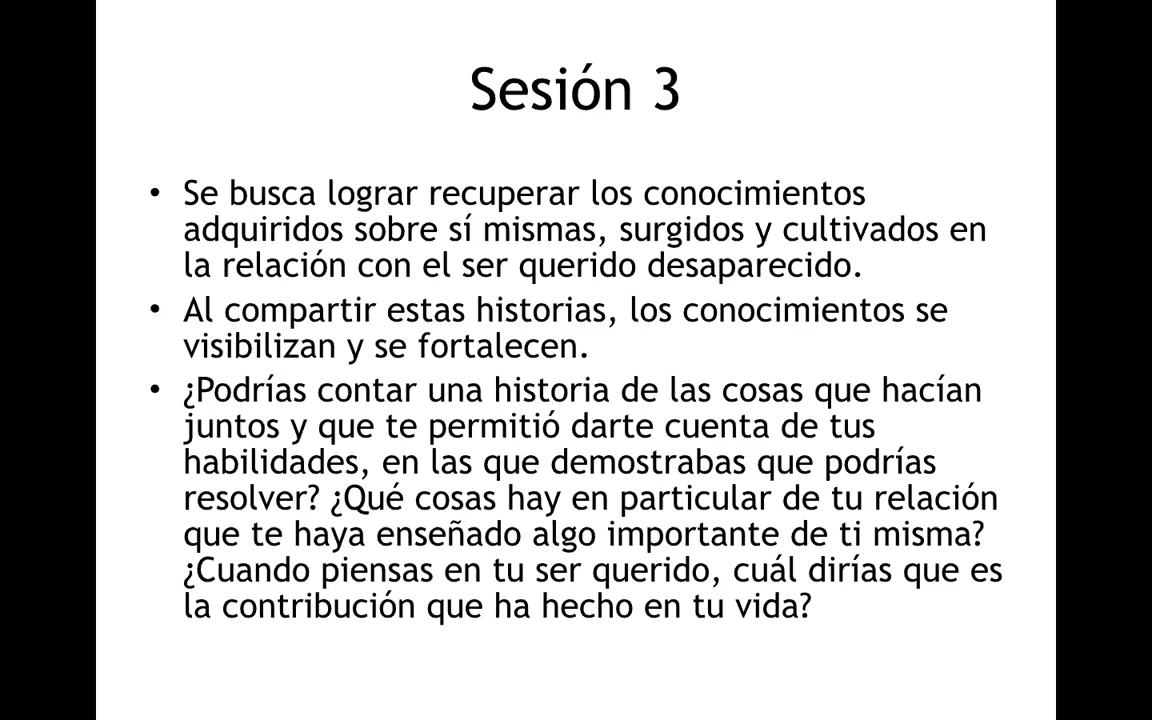 Sesión 3
• Se busca lograr recuperar los conocimientos
adquiridos sobre sí mismas, surgidos y cultivados en
la relación con el ser querido desaparecido.
• Al compartir estas historias, los conocimientos se
visibilizan y se fortalecen.
• ¿Podrías contar una historia de las cosas que hacían
juntos y que te permitió darte cuenta de tus
habilidades, en las que demostrabas que podrías
resolver? ¿Qué cosas hay en particular de tu relación
que te haya enseñado algo importante de ti misma?
¿Cuando piensas en tu ser querido, cuál dirías que es
la contribución que ha hecho en tu vida?